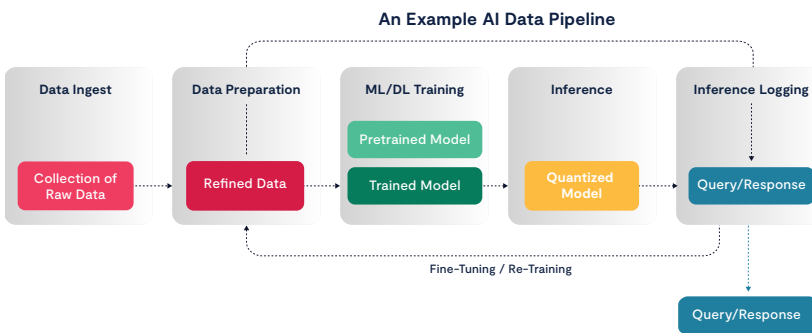 An Example AI Data Pipeline
Data Ingest
Data Preparation
ML/DL Training
Inference
Inference Logging
Pretrained Model
Collection of
Raw Data
Refined Data
Trained Model
Quantized
Model
Query/Response
Fine-Tuning / Re-Training
Query/Response